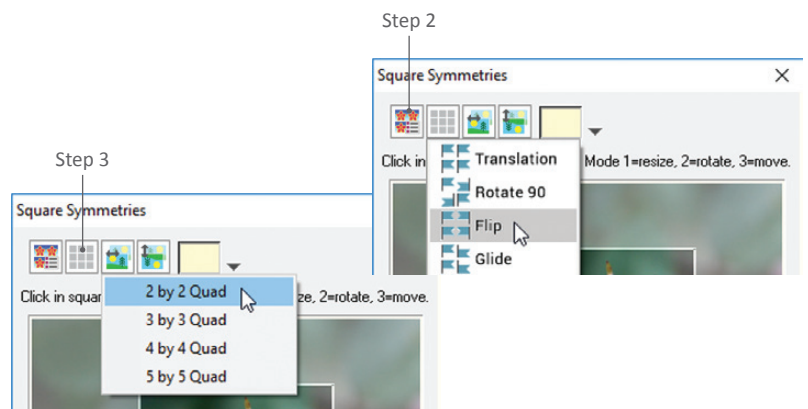 Step 2
Square Symmetries
Click in
Mode 1=resize, 2=rotate, 3=move.
Translation
Rotate 90
Flip
Glide
Step 3
Square Symmetries
Click in squar
ze, 2=rotate, 3=move.
2 by 2 Quad
3 by 3 Quad
4 by 4 Quad
5 by 5 Quad